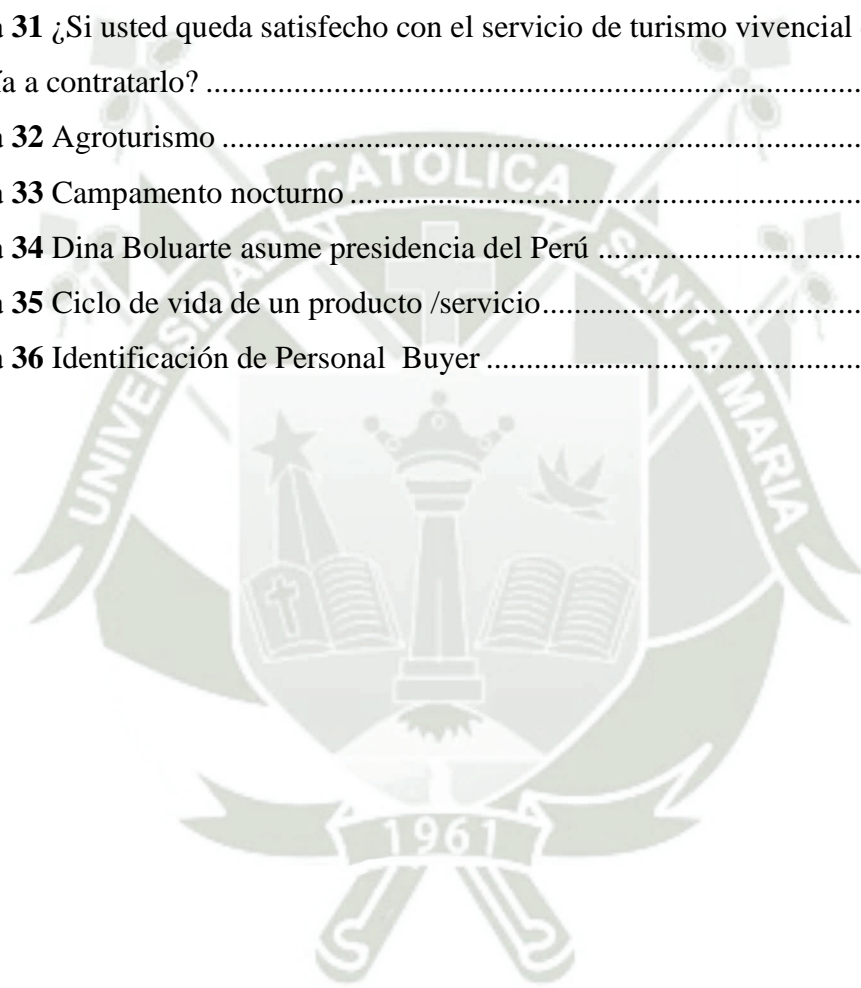 a 31 ¿Si usted queda satisfecho con el servicio de turismo vivencial
ía a contratarlo? ........................................................................................................
a 32 Agroturismo .....................................................................................................
a 33 Campamento nocturno ...............................................................................
a 34 Dina Boluarte asume presidencia del Perú ........................................
a 35 Ciclo de vida de un producto /servicio..................................................
a 36 Identificación de Personal  Buyer ...........................................................
UNIVERSIDAD CATOLICA SANTA MARIA
1961